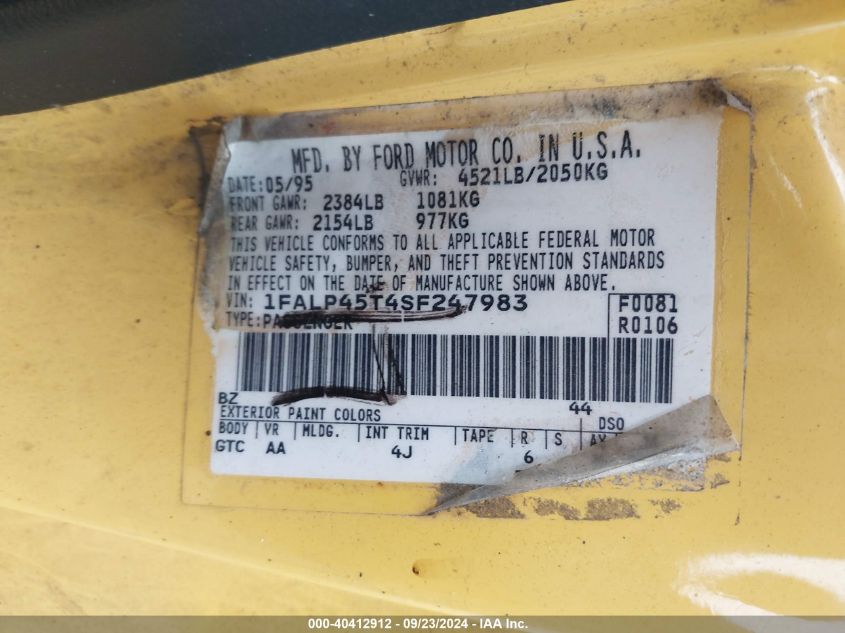 MFD. BY FORD MOTOR CO. IN U.S.A.
DATE:05/95 GVWR: 4521LB/2050KG
FRONT GAWR: 2384LB 1081KG
REAR GAWR: 2154LB 977KG
THIS VEHICLE CONFORMS TO ALL APPLICABLE FEDERAL MOTOR
VEHICLE SAFETY, BUMPER, AND THEFT PREVENTION STANDARDS
IN EFFECT ON THE DATE OF MANUFACTURE SHOWN ABOVE.
VIN: 1FALP45T4SF247983 F0081
TYPE:PASSENGER R0106
BZ 44
EXTERIOR PAINT COLORS DSO
BODY VR MLDG. INT TRIM TAPE R S AX
GTC AA 4J 6
000-40412912 - 09/23/2024 - IAA, Inc.